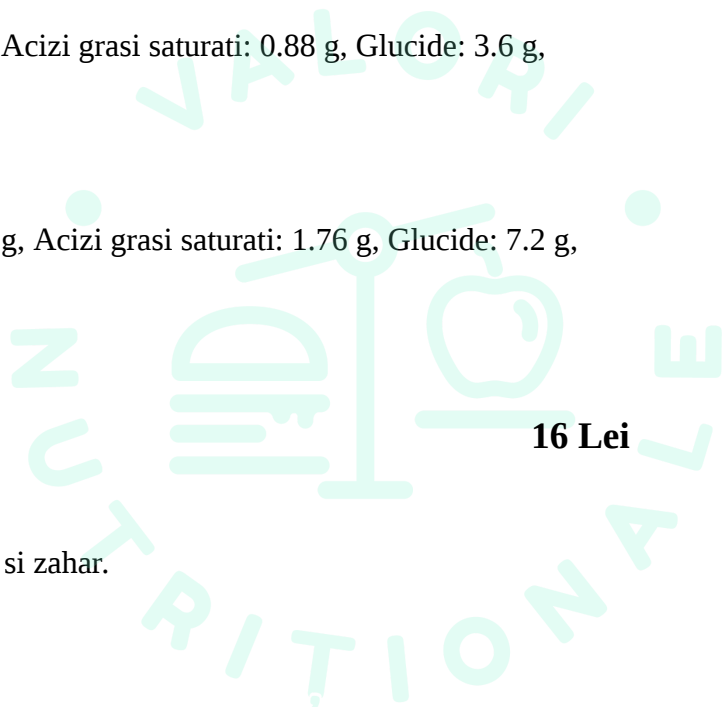 Acizi grasi saturati: 0.88 g, Glucide: 3.6 g,
g, Acizi grasi saturati: 1.76 g, Glucide: 7.2 g,
16 Lei
si zahar.
VALORI
NUTRITIONALE